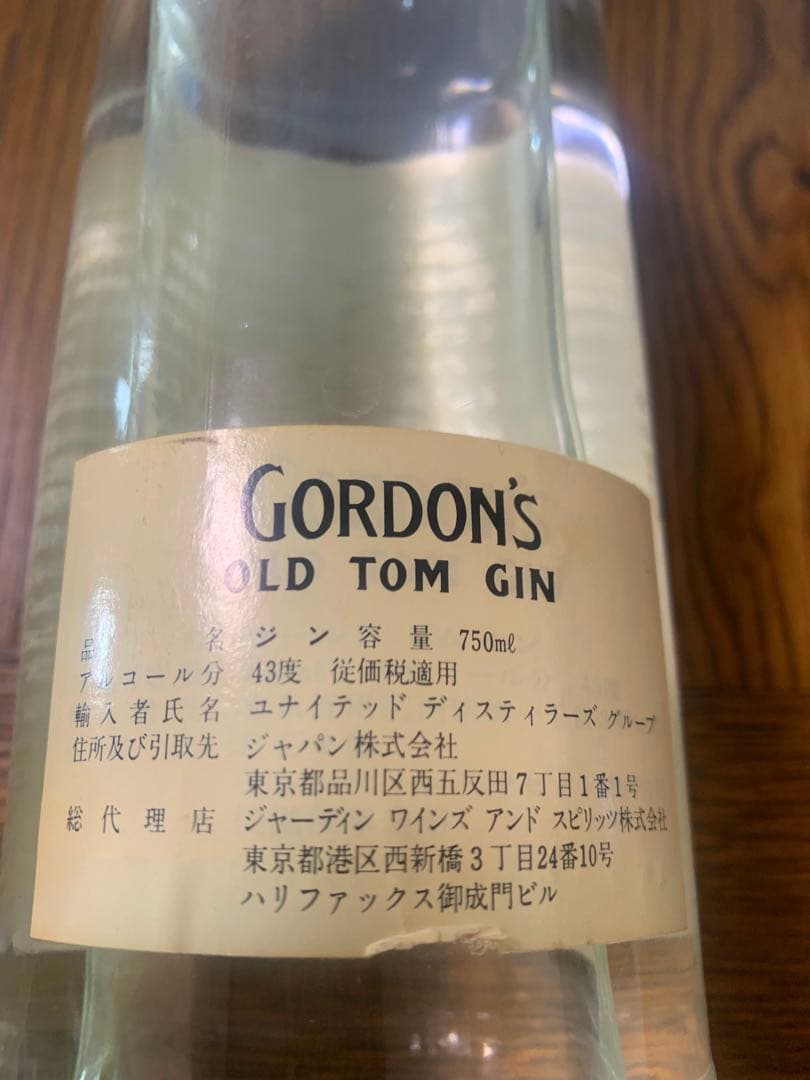 GORDON'S
OLD TOM GIN
品名 ジン 容量 750ml
アルコール分 43度 従価税適用
輸入者氏名 ユナイテッド ディスティラーズ グループ
住所及び引取先 ジャパン株式会社
東京都品川区西五反田7丁目1番1号
総代理店 ジャーディン ワインズ アンド スピリッツ株式会社
東京都港区西新橋3丁目24番10号
ハリファックス御成門ビル